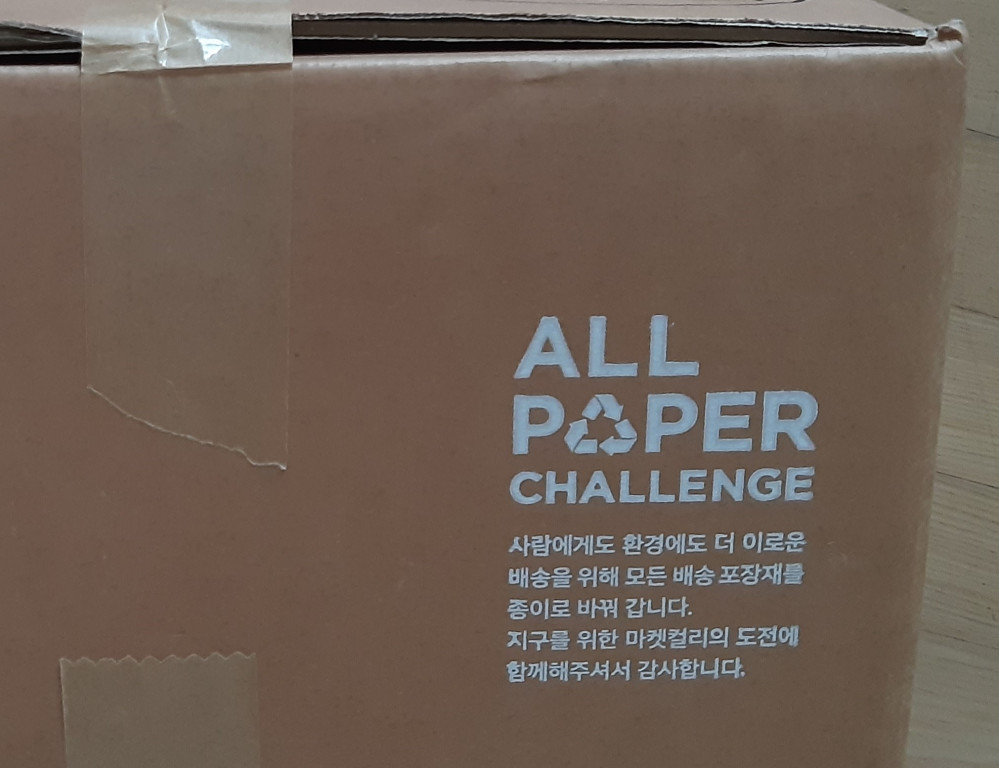 ALL
PAPER
CHALLENGE
사람에게도 환경에도 더 이로운
배송을 위해 모든 배송 포장재를
종이로 바꿔 갑니다.
지구를 위한 마켓컬리의 도전에
함께해주셔서 감사합니다.